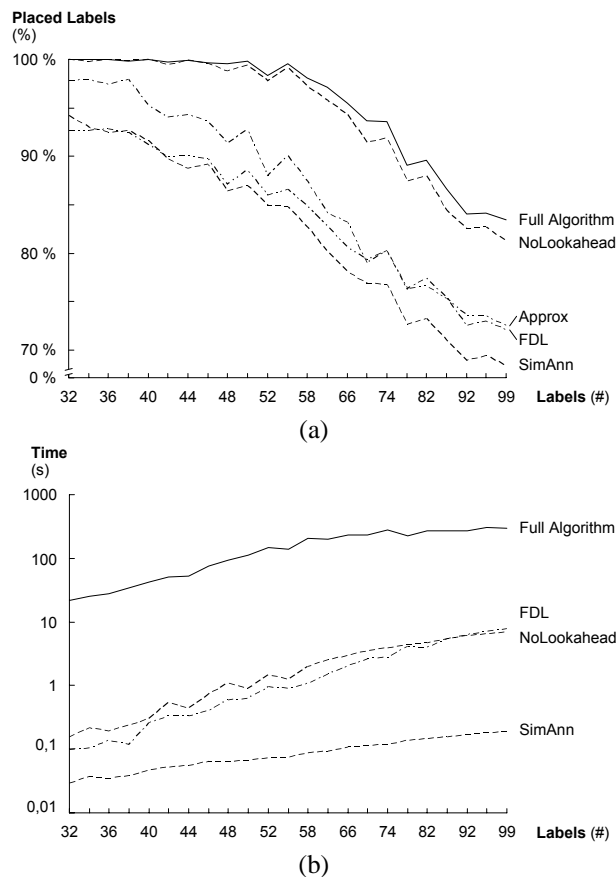 Placed Labels
(%)
100 %
90 %
80 %
70 %
0 %
Full Algorithm
NoLookahead
Approx
FDL
SimAnn
32 36 40 44 48 52 58 66 74 82 92 99
Labels (#)
(a)
Time
(s)
1000
100
10
1
0,1
0,01
Full Algorithm
FDL
NoLookahead
SimAnn
32 36 40 44 48 52 58 66 74 82 92 99
Labels (#)
(b)